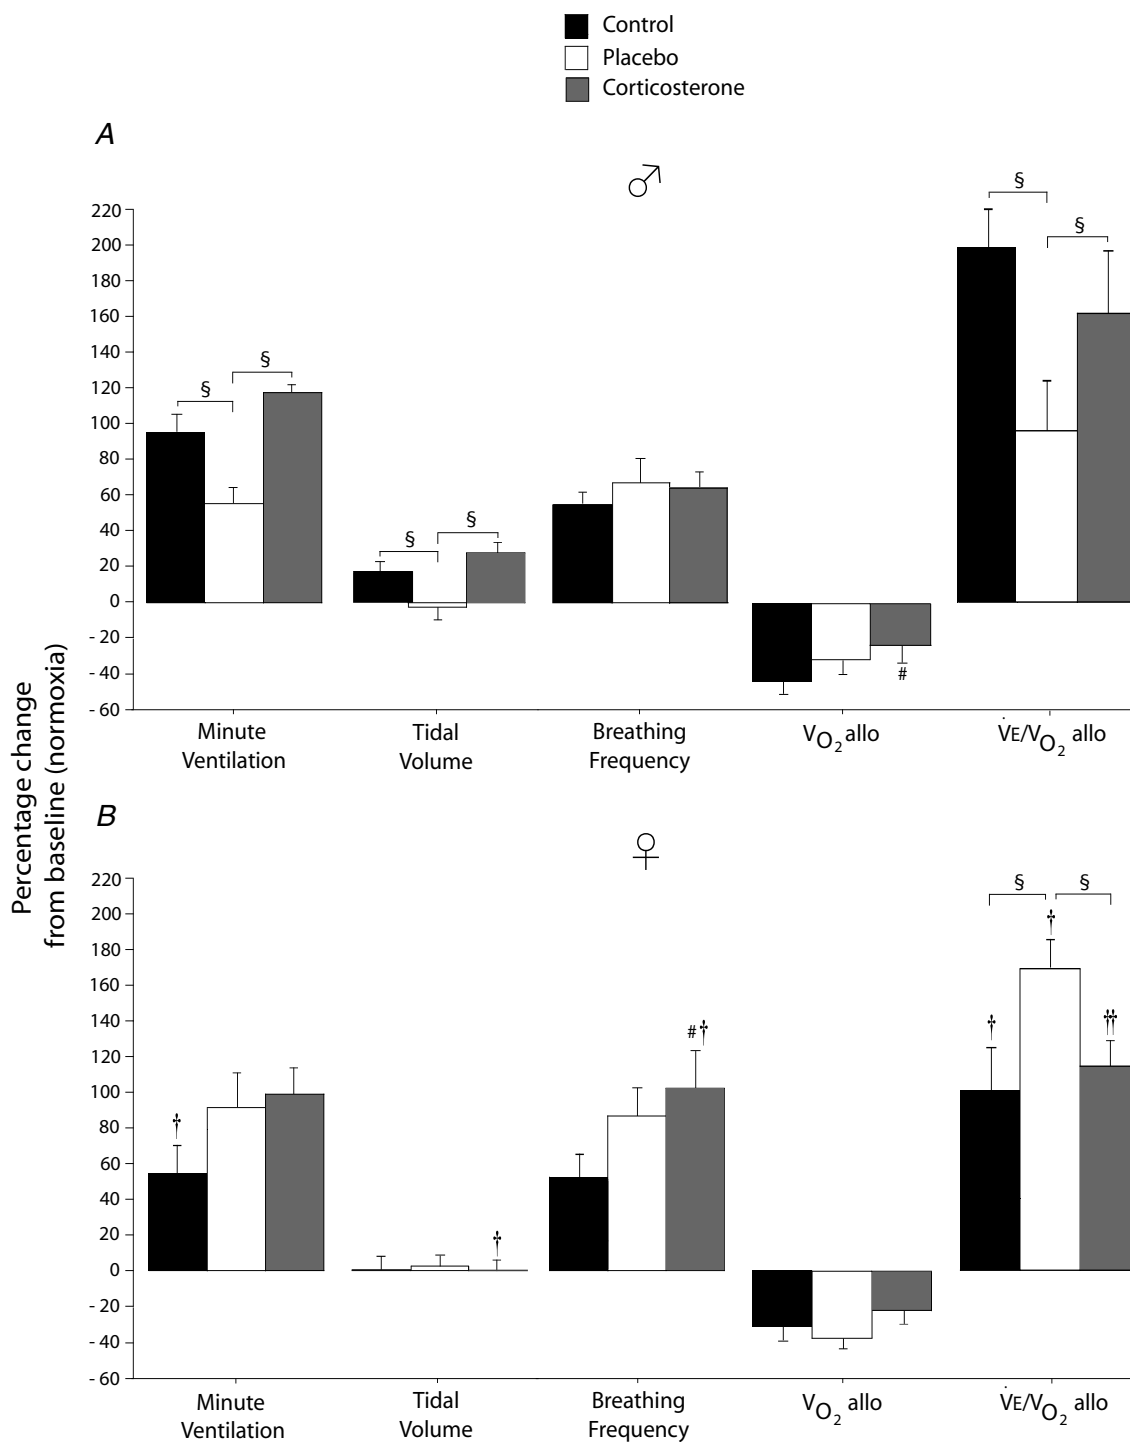 Control
Placebo
Corticosterone
A
♂
220
200
180
160
140
120
100
80
60
40
20
0
- 20
- 40
- 60
§
§
§
§
#
§
§
Minute
Ventilation
Tidal
Volume
Breathing
Frequency
VO2 allo
V̇E/VO2 allo
Percentage change
from baseline (normoxia)
B
♀
220
200
180
160
140
120
100
80
60
40
20
0
- 20
- 40
- 60
†
†
#†
§
§
†
†
††
Minute
Ventilation
Tidal
Volume
Breathing
Frequency
VO2 allo
V̇E/VO2 allo